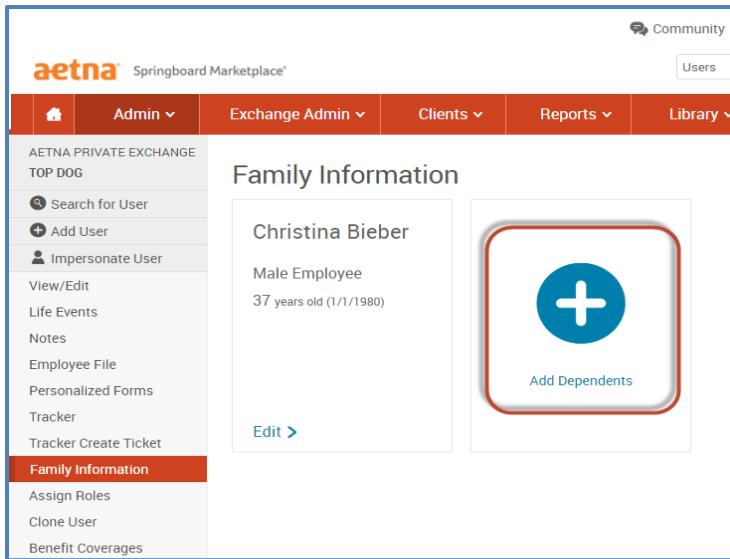 Community
aetna Springboard Marketplace
Users
Admin
Exchange Admin
Clients
Reports
Library
AETNA PRIVATE EXCHANGE
TOP DOG
Search for User
Add User
Impersonate User
View/Edit
Life Events
Notes
Employee File
Personalized Forms
Tracker
Tracker Create Ticket
Family Information
Assign Roles
Clone User
Benefit Coverages
Family Information
Christina Bieber
Male Employee
37 years old (1/1/1980)
Edit >
Add Dependents